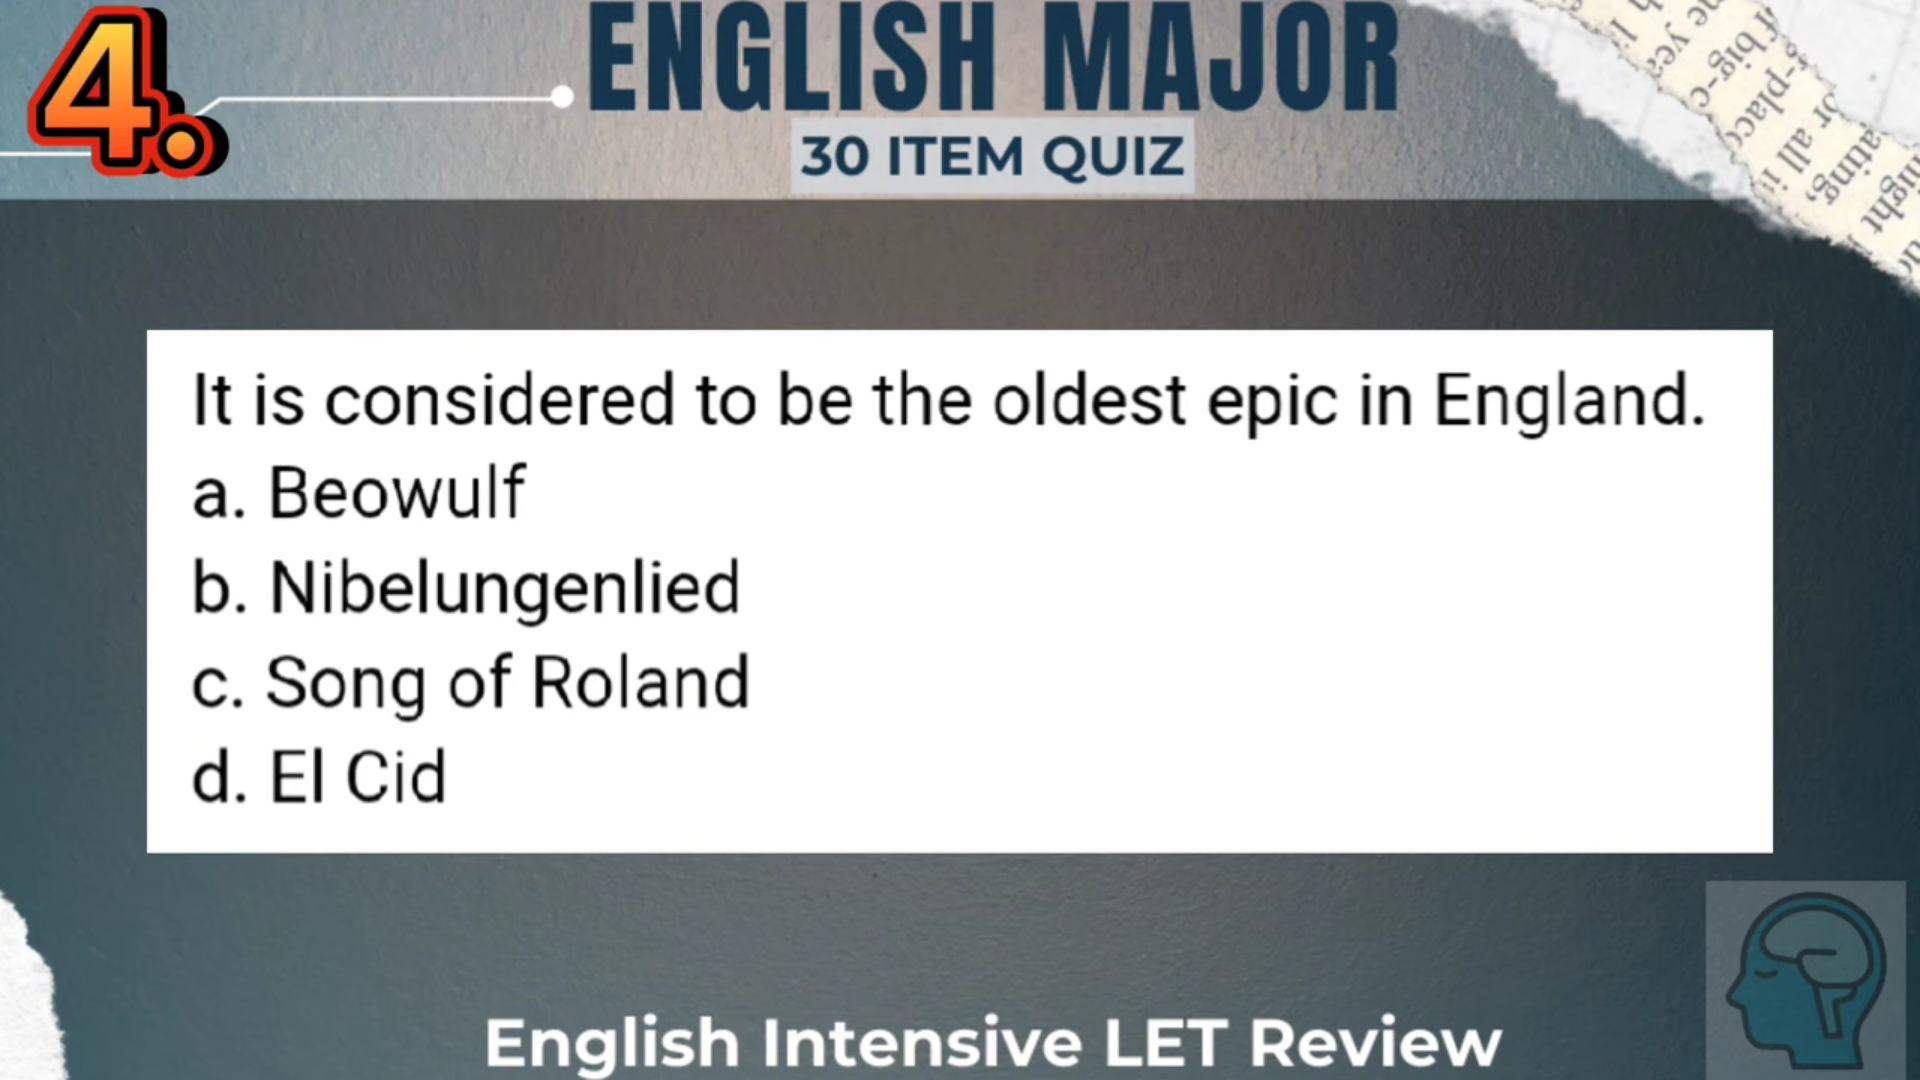 4.
ENGLISH MAJOR
30 ITEM QUIZ
It is considered to be the oldest epic in England.
a. Beowulf
b. Nibelungenlied
c. Song of Roland
d. El Cid
English Intensive LET Review